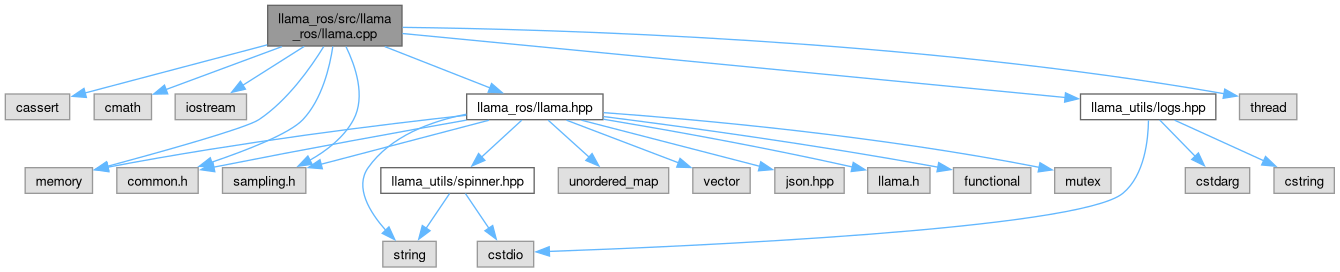 llama_ros/src/llama
_ros/llama.cpp
cassert
cmath
iostream
llama_ros/llama.hpp
llama_utils/logs.hpp
thread
memory
common.h
sampling.h
llama_utils/spinner.hpp
unordered_map
vector
json.hpp
llama.h
functional
mutex
cstdarg
cstring
string
cstdio